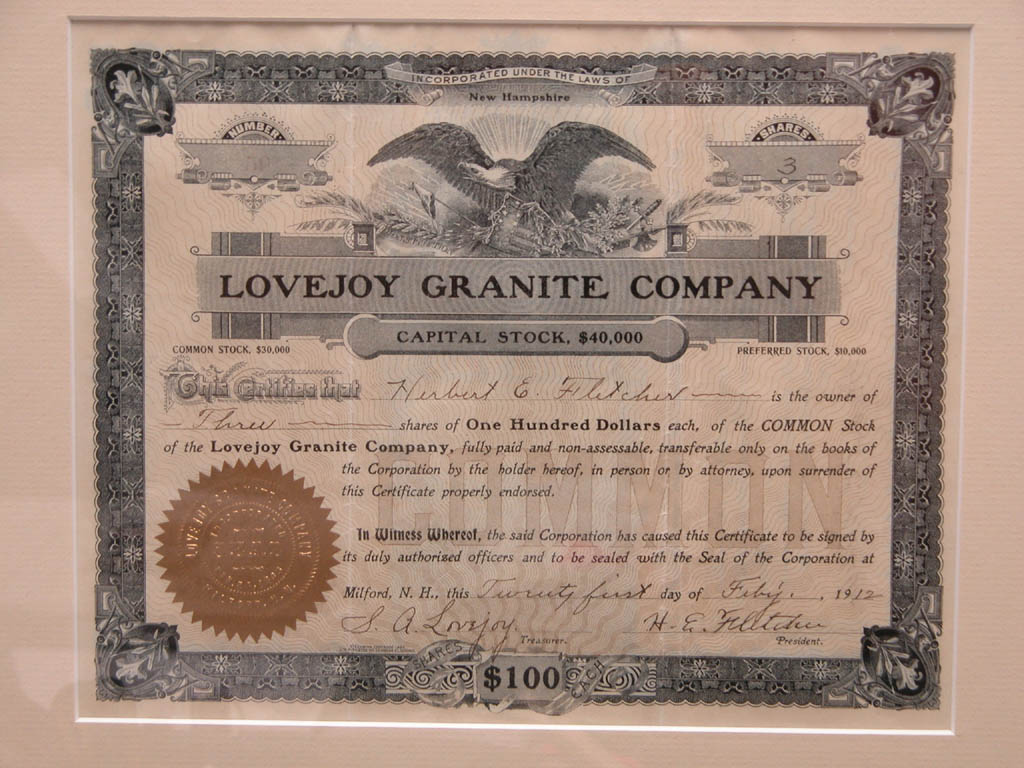 INCORPORATED UNDER THE LAWS OF
New Hampshire
NUMBER
SHARES
3
LOVEJOY GRANITE COMPANY
CAPITAL STOCK, $40,000
COMMON STOCK, $30,000
PREFERRED STOCK, $10,000
This Certifies that Herbert E. Fletcher is the owner of
Three shares of One Hundred Dollars each, of the COMMON Stock
of the Lovejoy Granite Company, fully paid and non-assessable, transferable only on the books of
the Corporation by the holder hereof, in person or by attorney, upon surrender of
this Certificate properly endorsed.
COMMON
In Witness Whereof, the said Corporation has caused this Certificate to be signed by
its duly authorized officers and to be sealed with the Seal of the Corporation at
Milford, N. H., this Twenty first day of Feb'y. , 1912
S. A. Lovejoy. H. E. Fletcher
Treasurer. President.
LOVEJOY GRANITE COMPANY
SHARES $100 EACH